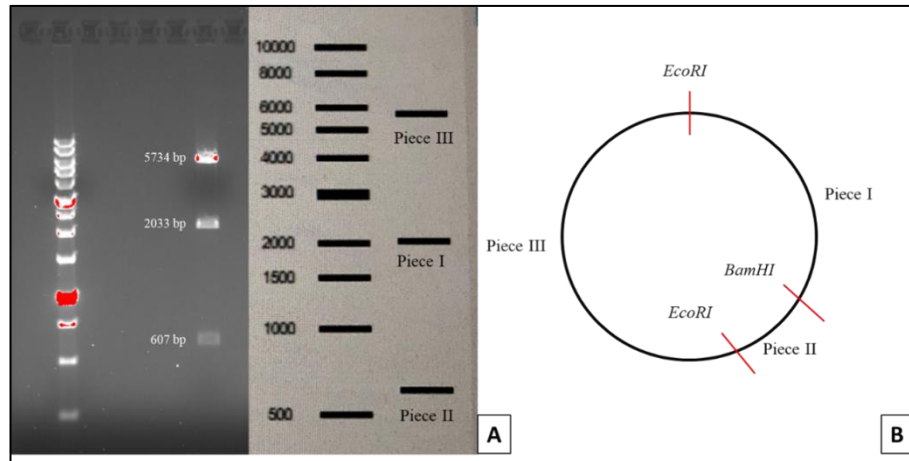 5734 bp
2033 bp
607 bp
10000
8000
6000
5000
4000
3000
2000
1500
1000
500
Piece III
Piece I
Piece II
A
EcoRI
Piece I
Piece III
BamHI
EcoRI
Piece II
B